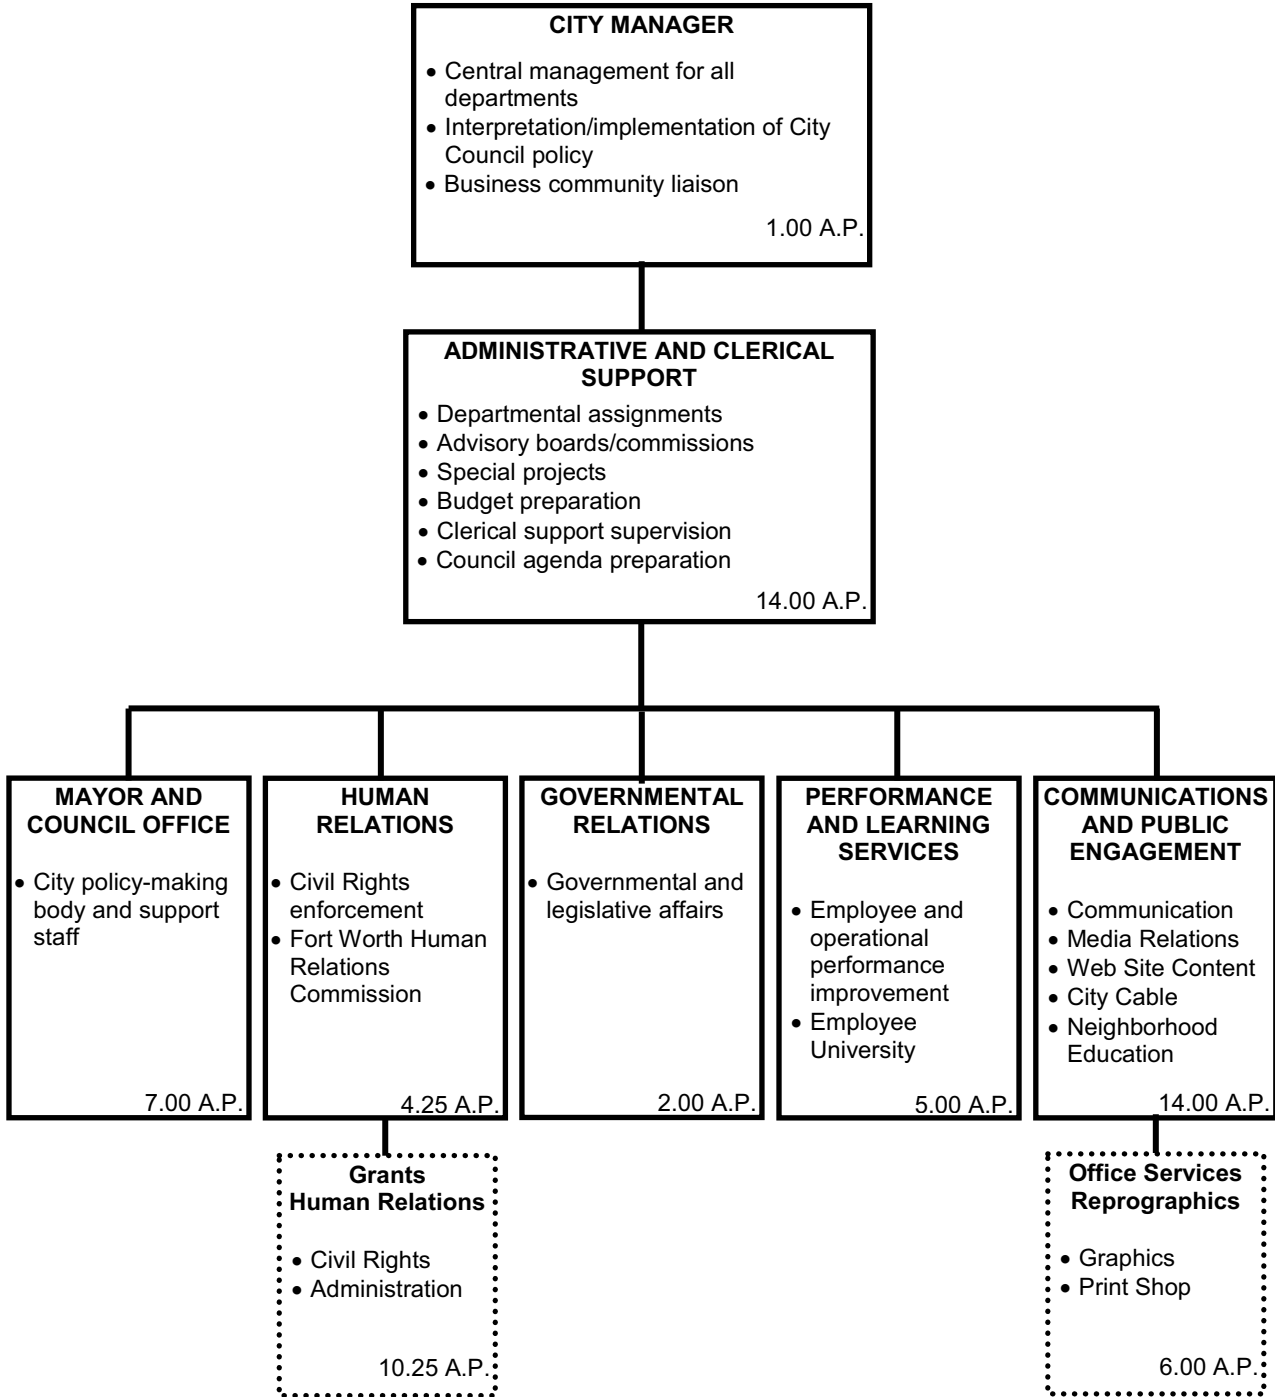 CITY MANAGER
• Central management for all
departments
• Interpretation/implementation of City
Council policy
• Business community liaison
1.00 A.P.
ADMINISTRATIVE AND CLERICAL
SUPPORT
• Departmental assignments
• Advisory boards/commissions
• Special projects
• Budget preparation
• Clerical support supervision
• Council agenda preparation
14.00 A.P.
MAYOR AND
COUNCIL OFFICE
• City policy-making
body and support
staff
7.00 A.P.
HUMAN
RELATIONS
• Civil Rights
enforcement
• Fort Worth Human
Relations
Commission
4.25 A.P.
GOVERNMENTAL
RELATIONS
• Governmental and
legislative affairs
2.00 A.P.
PERFORMANCE
AND LEARNING
SERVICES
• Employee and
operational
performance
improvement
• Employee
University
5.00 A.P.
COMMUNICATIONS
AND PUBLIC
ENGAGEMENT
• Communication
• Media Relations
• Web Site Content
• City Cable
• Neighborhood
Education
14.00 A.P.
Grants
Human Relations
• Civil Rights
• Administration
10.25 A.P.
Office Services
Reprographics
• Graphics
• Print Shop
6.00 A.P.